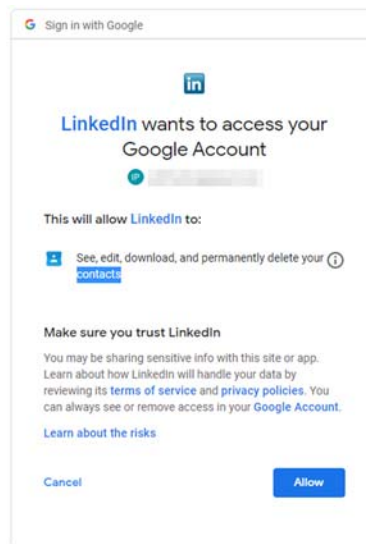 Sign in with Google
in
LinkedIn wants to access your
Google Account
IP
This will allow LinkedIn to:
See, edit, download, and permanently delete your
contacts
Make sure you trust LinkedIn
You may be sharing sensitive info with this site or app.
Learn about how LinkedIn will handle your data by
reviewing its terms of service and privacy policies. You
can always see or remove access in your Google Account.
Learn about the risks
Cancel
Allow